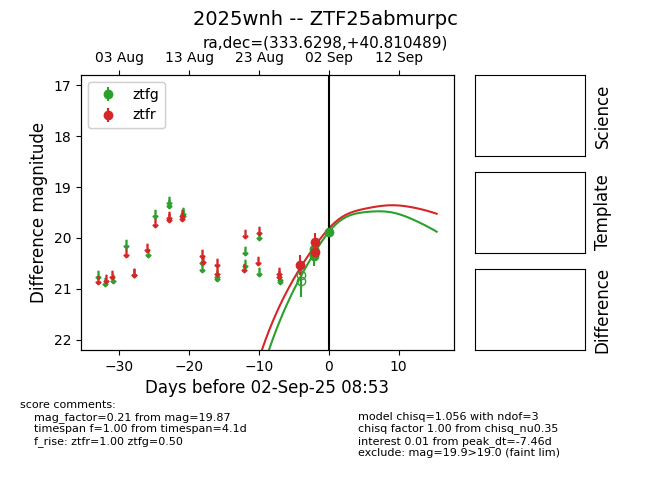 2025wnh -- ZTF25abmurpc
ra,dec=(333.6298,+40.810489)
03 Aug 13 Aug 23 Aug 02 Sep 12 Sep
ztfg
ztfr
17
18
19
20
21
22
Difference magnitude
−30 −20 −10 0 10
Days before 02-Sep-25 08:53
Science
Template
Difference
score comments:
mag_factor=0.21 from mag=19.87
timespan f=1.00 from timespan=4.1d
f_rise: ztfr=1.00 ztfg=0.50
model chisq=1.056 with ndof=3
chisq factor 1.00 from chisq_nu0.35
interest 0.01 from peak_dt=-7.46d
exclude: mag=19.9>19.0 (faint lim)